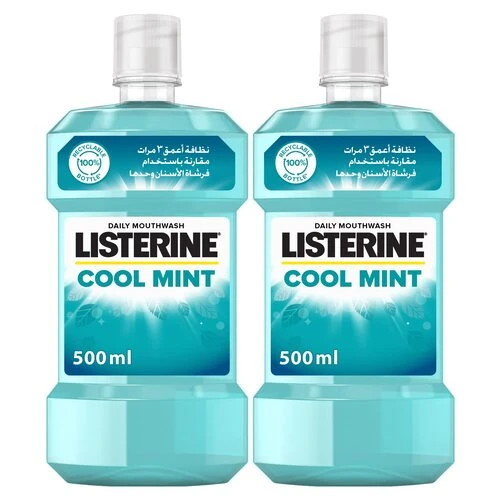 RECYCLABLE
100%
BOTTLE*
نظافة أعمق ٣ مرات
مقارنة باستخدام
فرشاة الأسنان وحدها
DAILY MOUTHWASH
LISTERINE®
COOL MINT
500ml
RECYCLABLE
100%
BOTTLE*
نظافة أعمق ٣ مرات
مقارنة باستخدام
فرشاة الأسنان وحدها
DAILY MOUTHWASH
LISTERINE®
COOL MINT
500ml